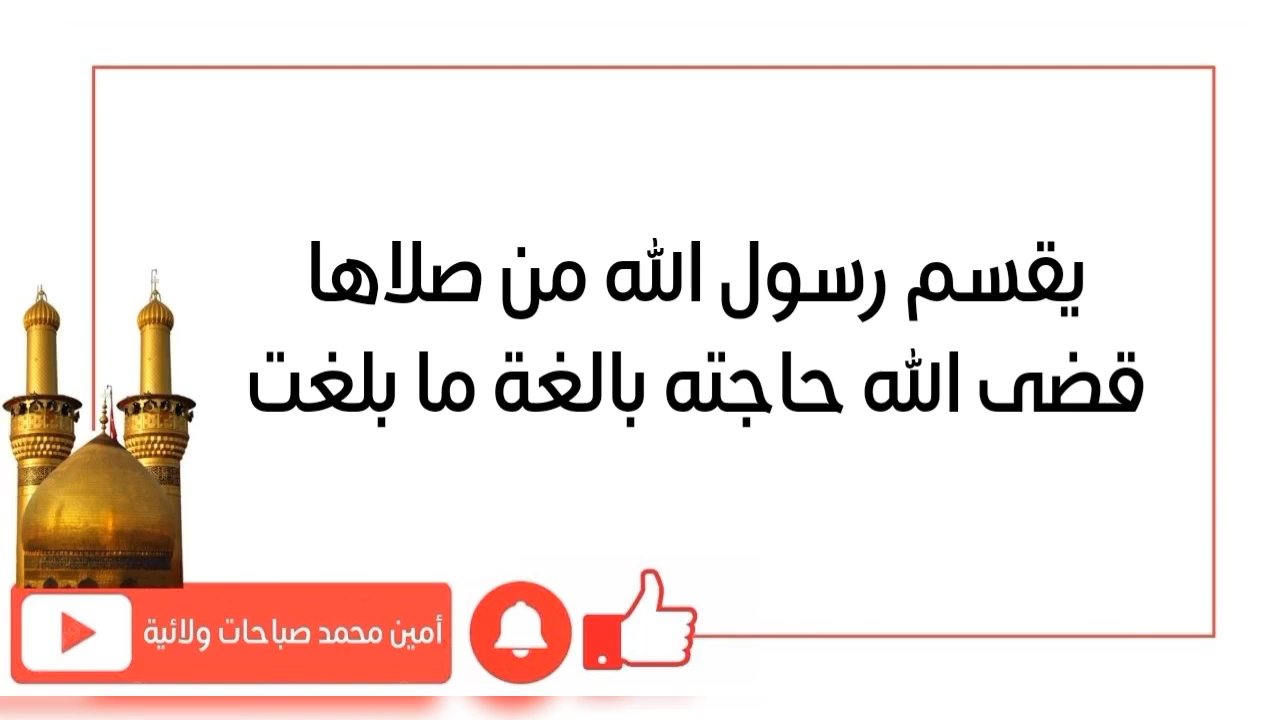 يقسم رسول الله من صلاها
قضى الله حاجته بالغة ما بلغت
أمين محمد صباحات ولائية